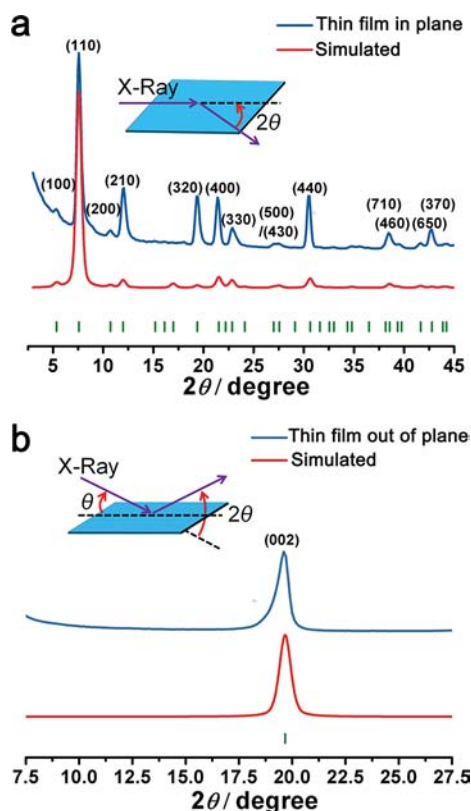 a
Thin film in plane
Simulated
(110)
X-Ray
2θ
(100)
(200)
(210)
(320)
(400)
(330)
(500)
/(430)
(440)
(710)
(460)
(650)
(370)
5 10 15 20 25 30 35 40 45
2θ / degree
b
Thin film out of plane
Simulated
X-Ray
θ
2θ
(002)
7.5 10.0 12.5 15.0 17.5 20.0 22.5 25.0 27.5
2θ / degree